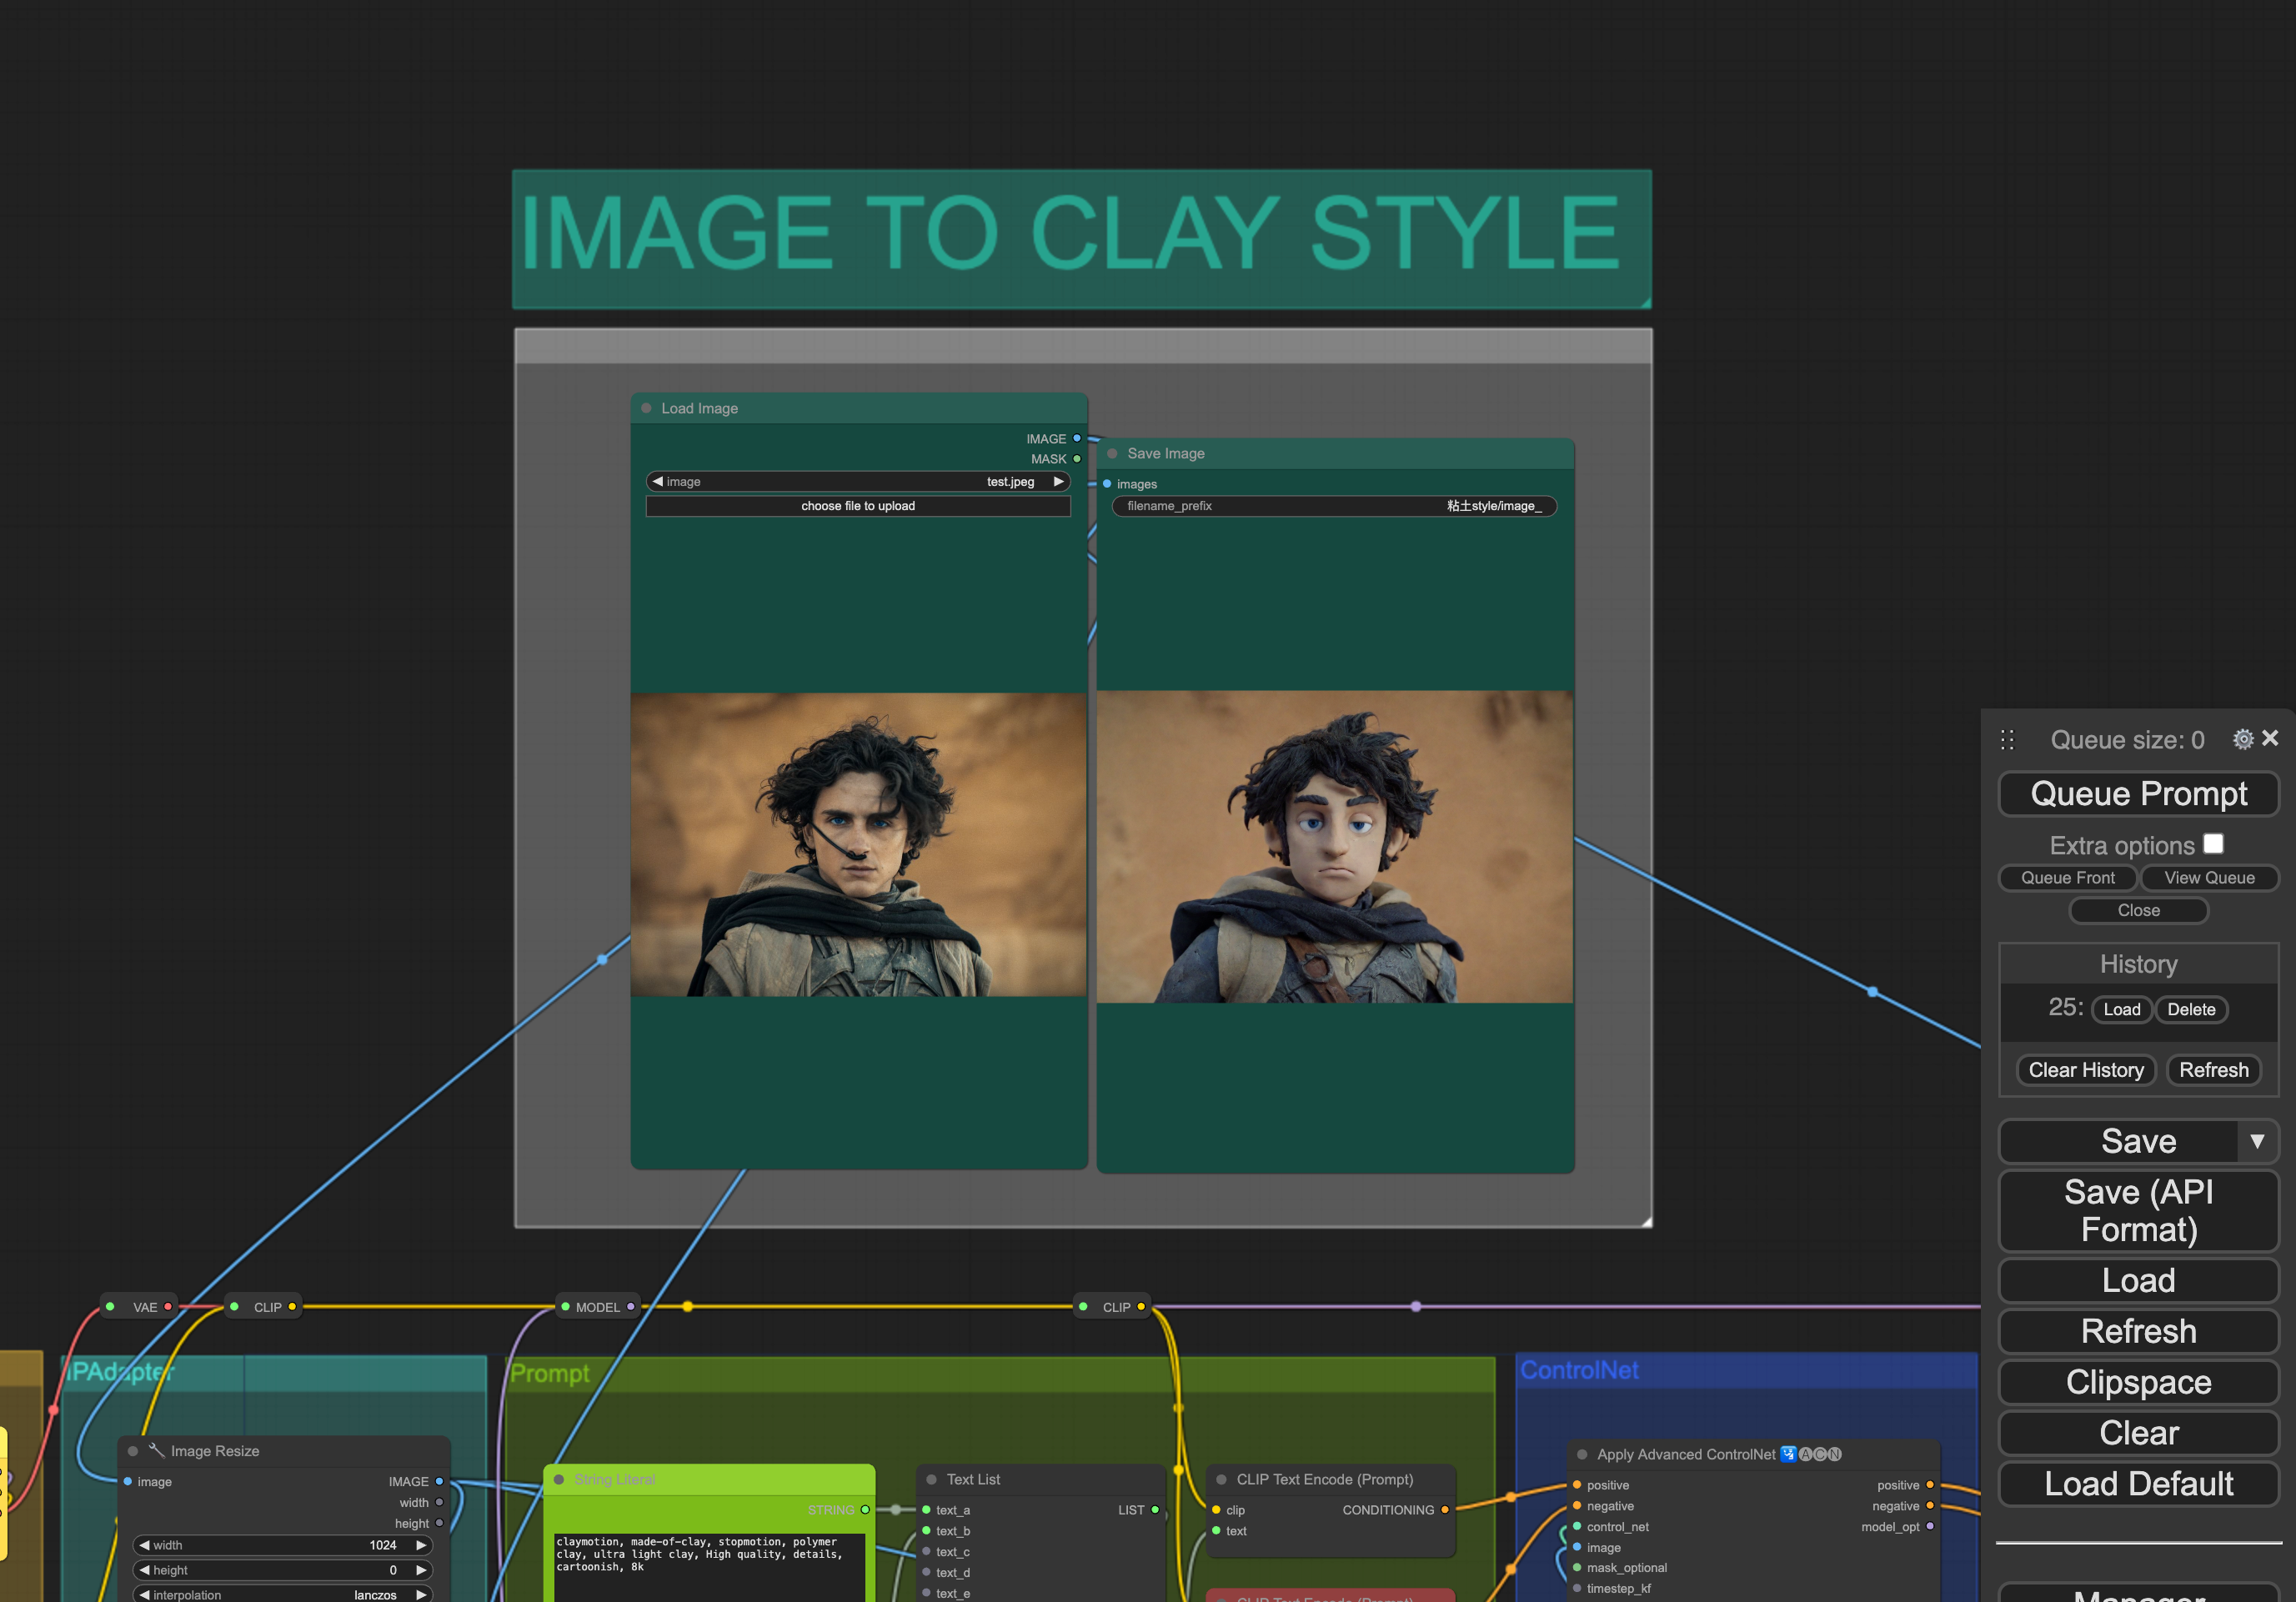 IMAGE TO CLAY STYLE
Load Image
IMAGE
MASK
image test.jpeg
choose file to upload
Save Image
images
filename_prefix 粘土style/image_
Queue size: 0
Queue Prompt
Extra options
Queue Front View Queue
Close
History
25: Load Delete
Clear History Refresh
Save
Save (API
Format)
Load
Refresh
Clipspace
Clear
Load Default
Manager
VAE
CLIP
MODEL
CLIP
IPAdapter
Image Resize
image IMAGE
width
height
width 1024
height 0
interpolation lanczos
Prompt
String Literal
STRING
claymotion, made-of-clay, stopmotion, polymer
clay, ultra light clay, High quality, details,
cartoonish, 8k
Text List
text_a LIST
text_b
text_c
text_d
text_e
CLIP Text Encode (Prompt)
clip CONDITIONING
text
CLIP Text Encode (Prompt)
ControlNet
Apply Advanced ControlNet 🛂🅐🅒🅝
positive positive
negative negative
control_net model_opt
image
mask_optional
timestep_kf